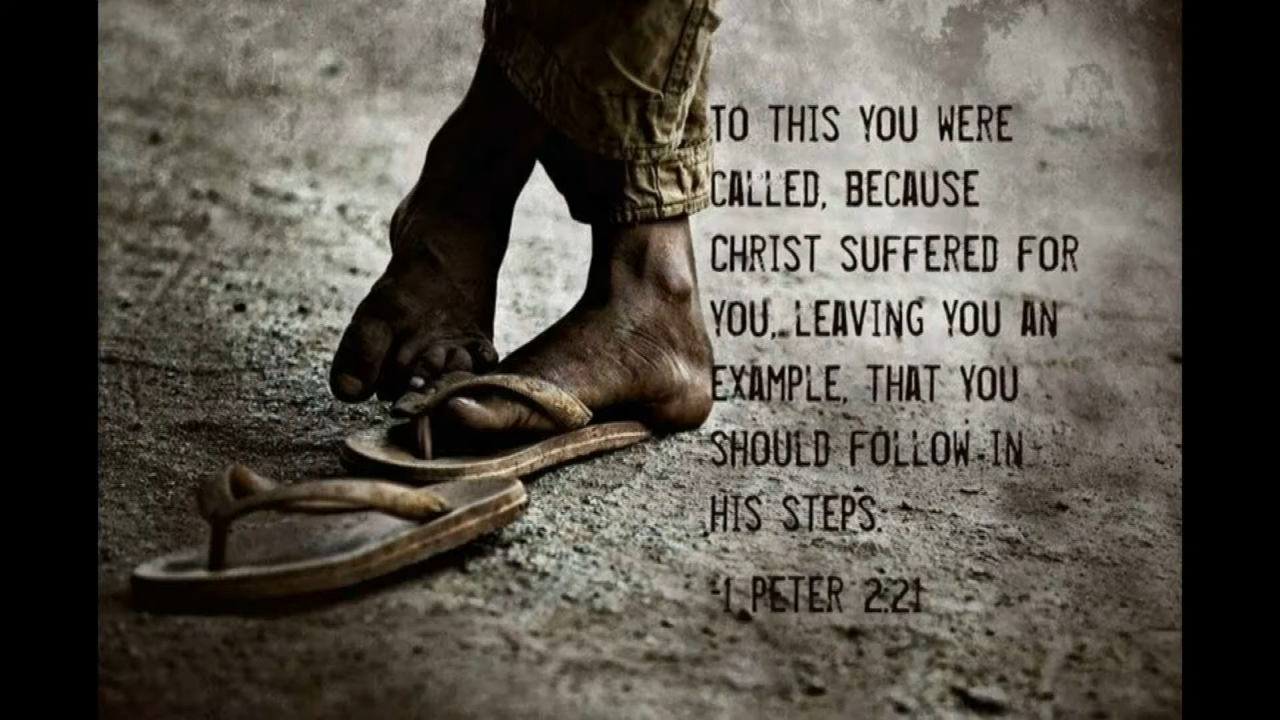 TO THIS YOU WERE
CALLED, BECAUSE
CHRIST SUFFERED FOR
YOU, LEAVING YOU AN
EXAMPLE, THAT YOU
SHOULD FOLLOW IN
HIS STEPS.
-1 PETER 2:21